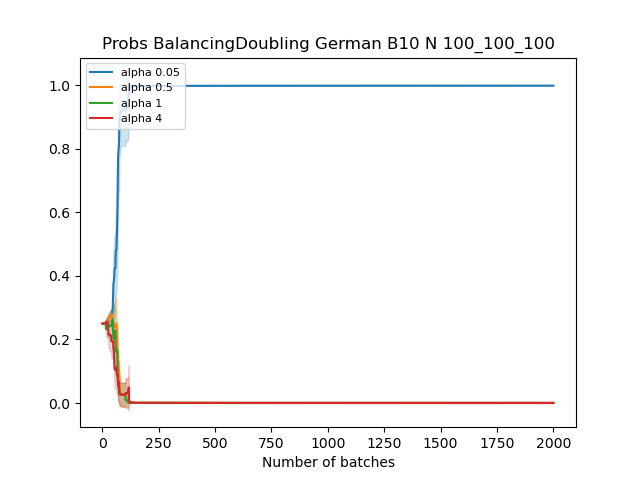 Probs BalancingDoubling German B10 N 100_100_100
alpha 0.05
alpha 0.5
alpha 1
alpha 4
1.0
0.8
0.6
0.4
0.2
0.0
0 250 500 750 1000 1250 1500 1750 2000
Number of batches